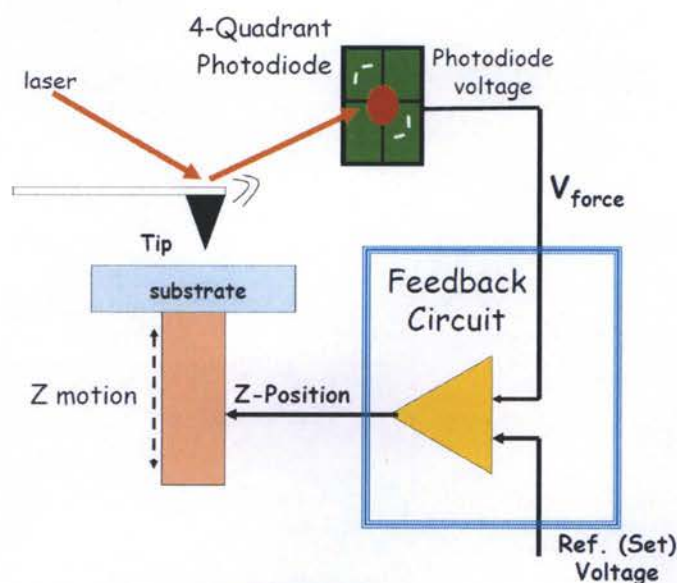 4-Quadrant
Photodiode
Photodiode
voltage
laser
V force
Tip
substrate
Feedback
Circuit
Z motion
Z-Position
Ref. (Set)
Voltage